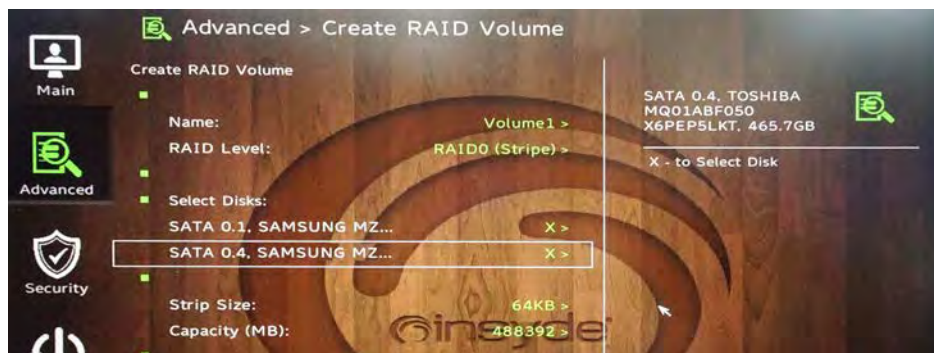 Advanced > Create RAID Volume
Main
Create RAID Volume
Name: Volume1 >
RAID Level: RAID0 (Stripe) >
Advanced
Select Disks:
SATA 0.1, SAMSUNG MZ... X >
SATA 0.4, SAMSUNG MZ... X >
Security
Strip Size: 64KB >
Capacity (MB): 488392 >
insyde
SATA 0.4, TOSHIBA
MQ01ABF050
X6PEP5LKT, 465.7GB
X - to Select Disk